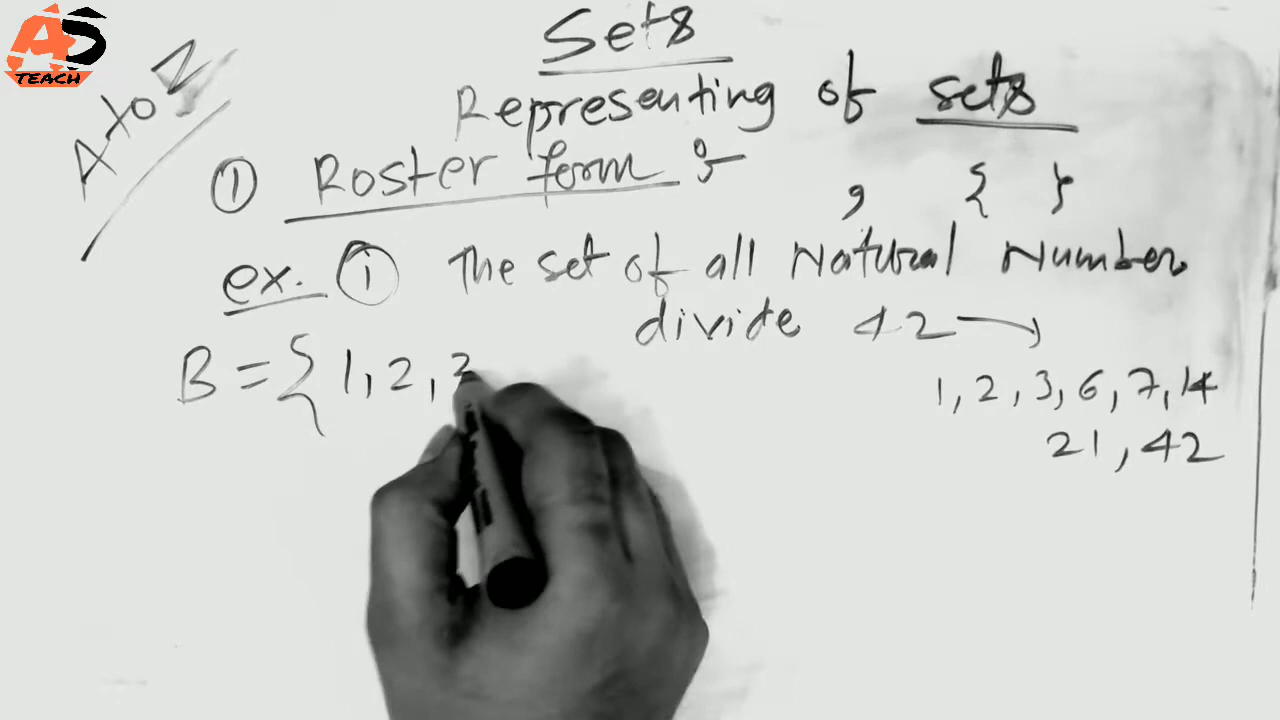 AS
TEACH
A to Z
Sets
Representing of sets
① Roster form :-
, { }
ex. ① The set of all Natural Number
divide 42 →
1, 2, 3, 6, 7, 14
21, 42
B = { 1, 2, 3